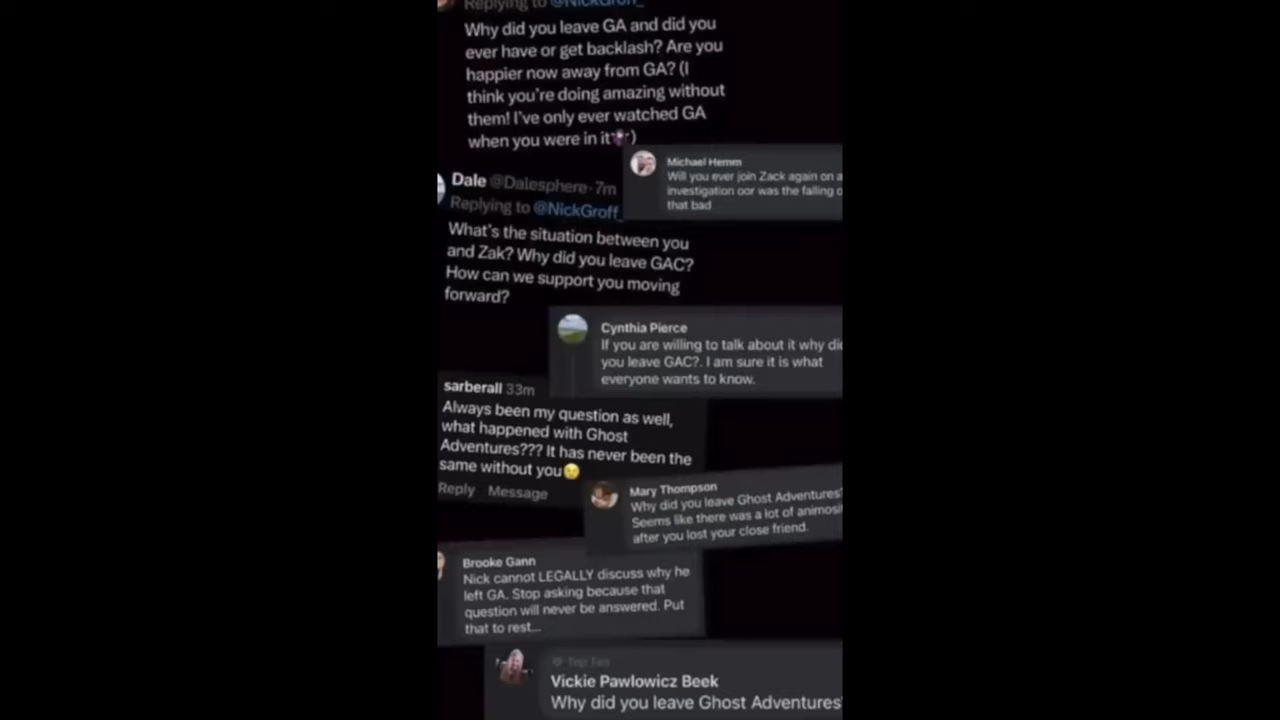 Replying to @NickGroff_
Why did you leave GA and did you
ever have or get backlash? Are you
happier now away from GA? (I
think you're doing amazing without
them! I've only ever watched GA
when you were in it :)
Michael Hemm
Will you ever join Zack again on a
investigation oor was the falling o
that bad
Dale @Dalesphere· 7m
Replying to @NickGroff_
What's the situation between you
and Zak? Why did you leave GAC?
How can we support you moving
forward?
Cynthia Pierce
If you are willing to talk about it why di
you leave GAC?. I am sure it is what
everyone wants to know.
sarberall 33m
Always been my question as well,
what happened with Ghost
Adventures??? It has never been the
same without you😢
Reply Message
Mary Thompson
Why did you leave Ghost Adventures?
Seems like there was a lot of animosi
after you lost your close friend.
Brooke Gann
Nick cannot LEGALLY discuss why he
left GA. Stop asking because that
question will never be answered. Put
that to rest...
Top fan
Vickie Pawlowicz Beek
Why did you leave Ghost Adventures?